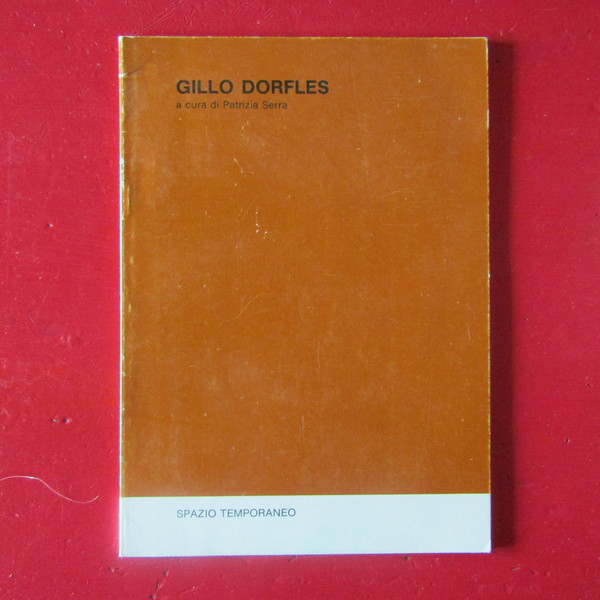 GILLO DORFLES
a cura di Patrizia Serra
SPAZIO TEMPORANEO